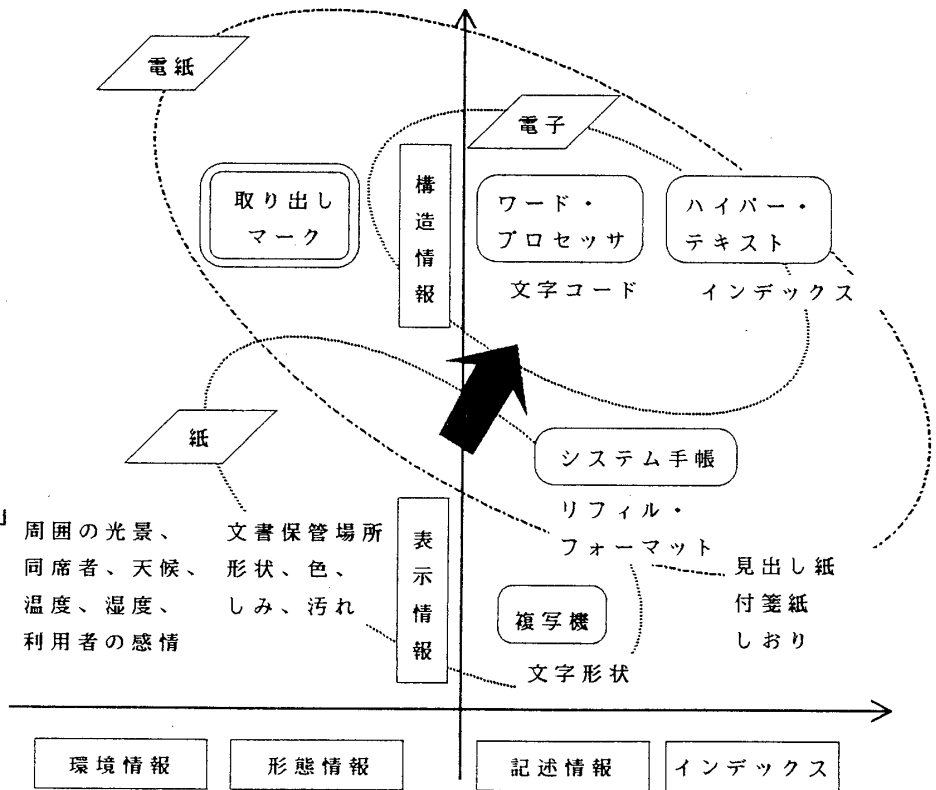 電紙
電子
取り出し
マーク
構造情報
ワード・
プロセッサ
文字コード
ハイパー・
テキスト
インデックス
紙
システム手帳
リフィル・
フォーマット
」
周囲の光景、
同席者、天候、
温度、湿度、
利用者の感情
文書保管場所
形状、色、
しみ、汚れ
表示情報
複写機
文字形状
見出し紙
付箋紙
しおり
環境情報
形態情報
記述情報
インデックス